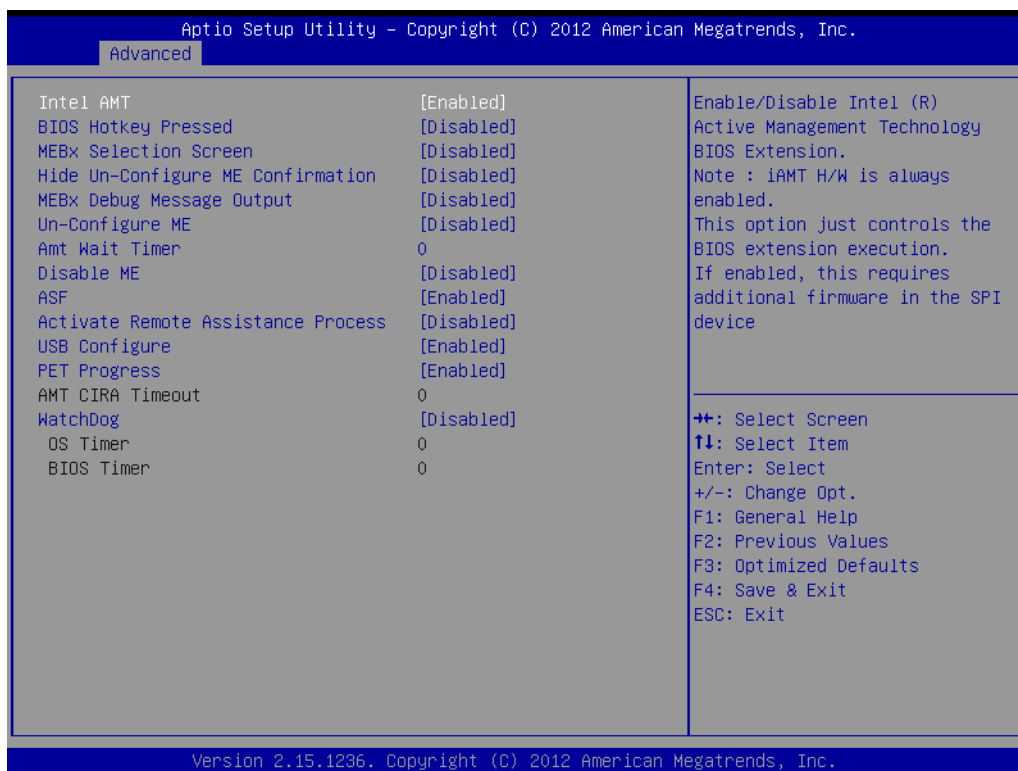 Aptio Setup Utility – Copyright (C) 2012 American Megatrends, Inc.
Advanced
Intel AMT [Enabled]
BIOS Hotkey Pressed [Disabled]
MEBx Selection Screen [Disabled]
Hide Un-Configure ME Confirmation [Disabled]
MEBx Debug Message Output [Disabled]
Un-Configure ME [Disabled]
Amt Wait Timer 0
Disable ME [Disabled]
ASF [Enabled]
Activate Remote Assistance Process [Disabled]
USB Configure [Enabled]
PET Progress [Enabled]
AMT CIRA Timeout 0
WatchDog [Disabled]
OS Timer 0
BIOS Timer 0
Enable/Disable Intel (R)
Active Management Technology
BIOS Extension.
Note : iAMT H/W is always
enabled.
This option just controls the
BIOS extension execution.
If enabled, this requires
additional firmware in the SPI
device
→←: Select Screen
↑↓: Select Item
Enter: Select
+/-: Change Opt.
F1: General Help
F2: Previous Values
F3: Optimized Defaults
F4: Save & Exit
ESC: Exit
Version 2.15.1236. Copyright (C) 2012 American Megatrends, Inc.